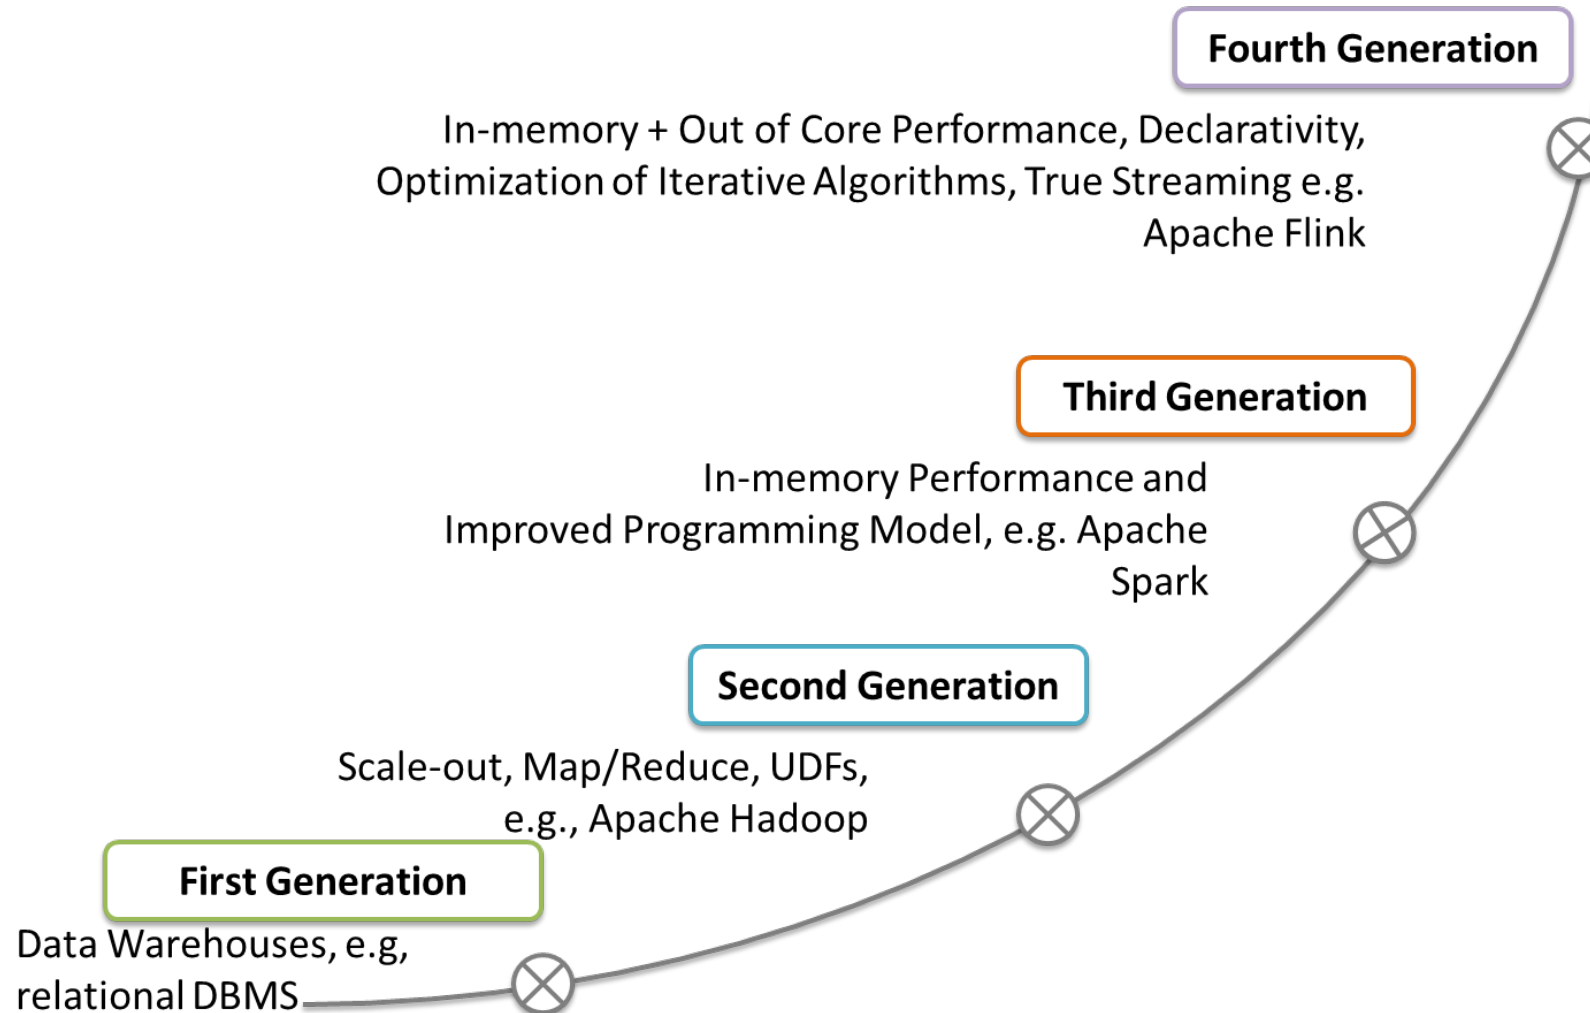 Fourth Generation
In-memory + Out of Core Performance, Declarativity,
Optimization of Iterative Algorithms, True Streaming e.g.
Apache Flink
Third Generation
In-memory Performance and
Improved Programming Model, e.g. Apache
Spark
Second Generation
Scale-out, Map/Reduce, UDFs,
e.g., Apache Hadoop
First Generation
Data Warehouses, e.g,
relational DBMS